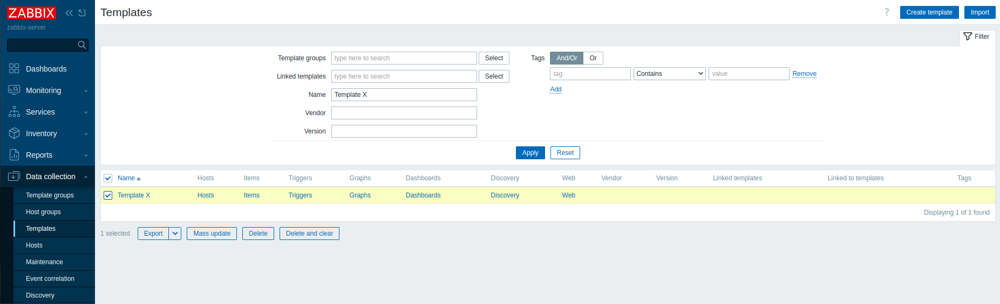 ZABBIX
zabbix-server
Dashboards
Monitoring
Services
Inventory
Reports
Data collection
Template groups
Host groups
Templates
Hosts
Maintenance
Event correlation
Discovery
Templates
? Create template Import
Filter
Template groups type here to search Select
Linked templates type here to search Select
Name Template X
Vendor
Version
Tags And/Or Or
tag Contains value Remove
Add
Apply Reset
Name Hosts Items Triggers Graphs Dashboards Discovery Web Vendor Version Linked templates Linked to templates Tags
Template X Hosts Items Triggers Graphs Dashboards Discovery Web
Displaying 1 of 1 found
1 selected Export Mass update Delete Delete and clear